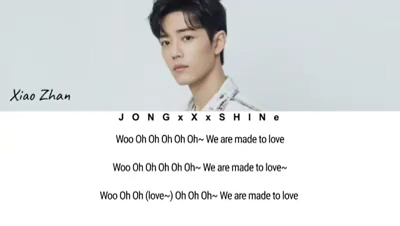 Xiao Zhan
JONGxXxSHINe
Woo Oh Oh Oh Oh Oh~ We are made to love
Woo Oh Oh Oh Oh Oh~ We are made to love~
Woo Oh Oh (love~) Oh Oh Oh~ We are made to love